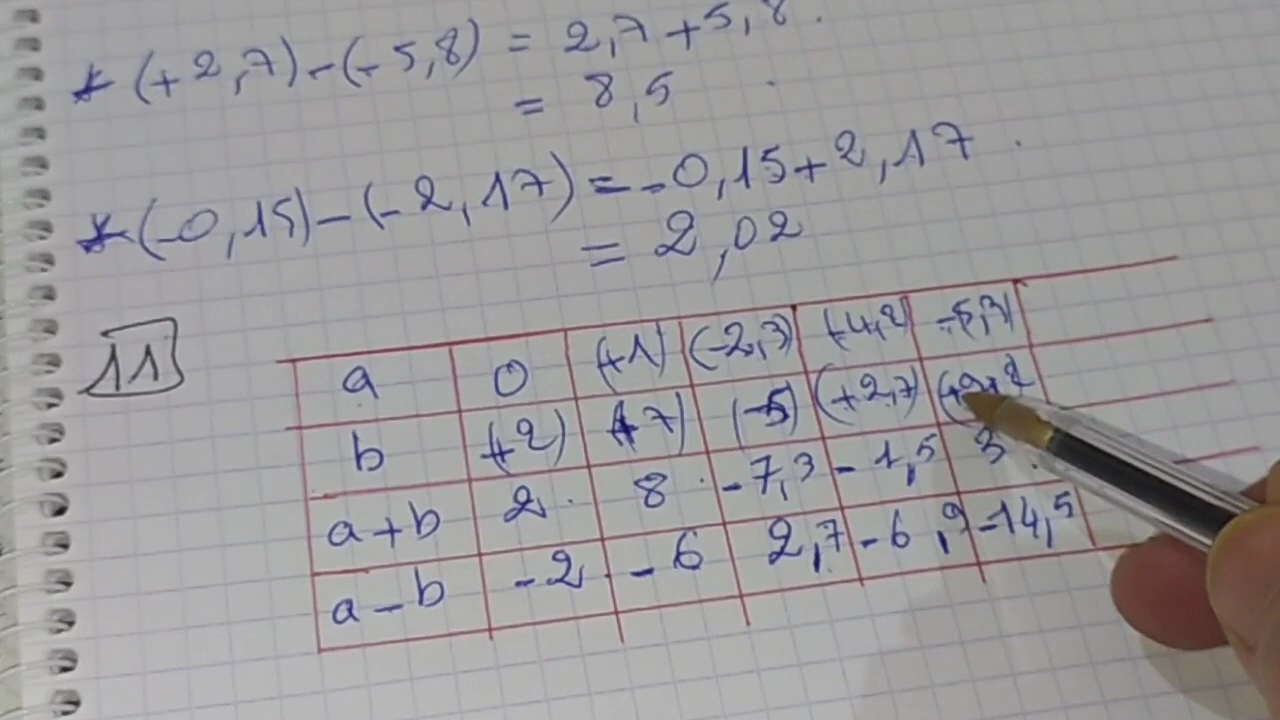 * (+2,7)-(-5,8) = 2,7+5,8.
= 8,5
* (-0,15)-(-2,17) = -0,15+2,17.
= 2,02
11
a 0 (+1) (-2,3) (-4,2)
b (+2) (+7) (-5) (+2,7)
a+b 2. 8. -7,3 -1,5 3.
a-b -2. -6 2,7 -6,9 -14,5